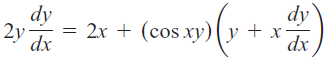 2y dy/dx = 2x + (cos xy)(y + x dy/dx)